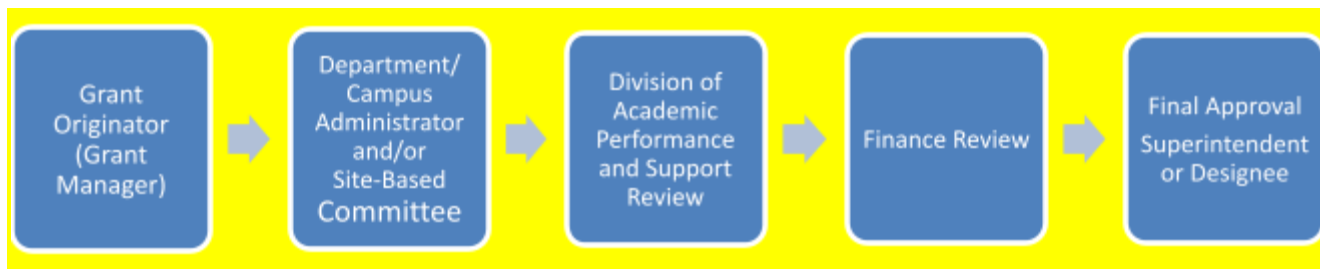 Grant
Originator
(Grant
Manager)
Department/
Campus
Administrator
and/or
Site-Based
Committee
Division of
Academic
Performance
and Support
Review
Finance Review
Final Approval
Superintendent
or Designee